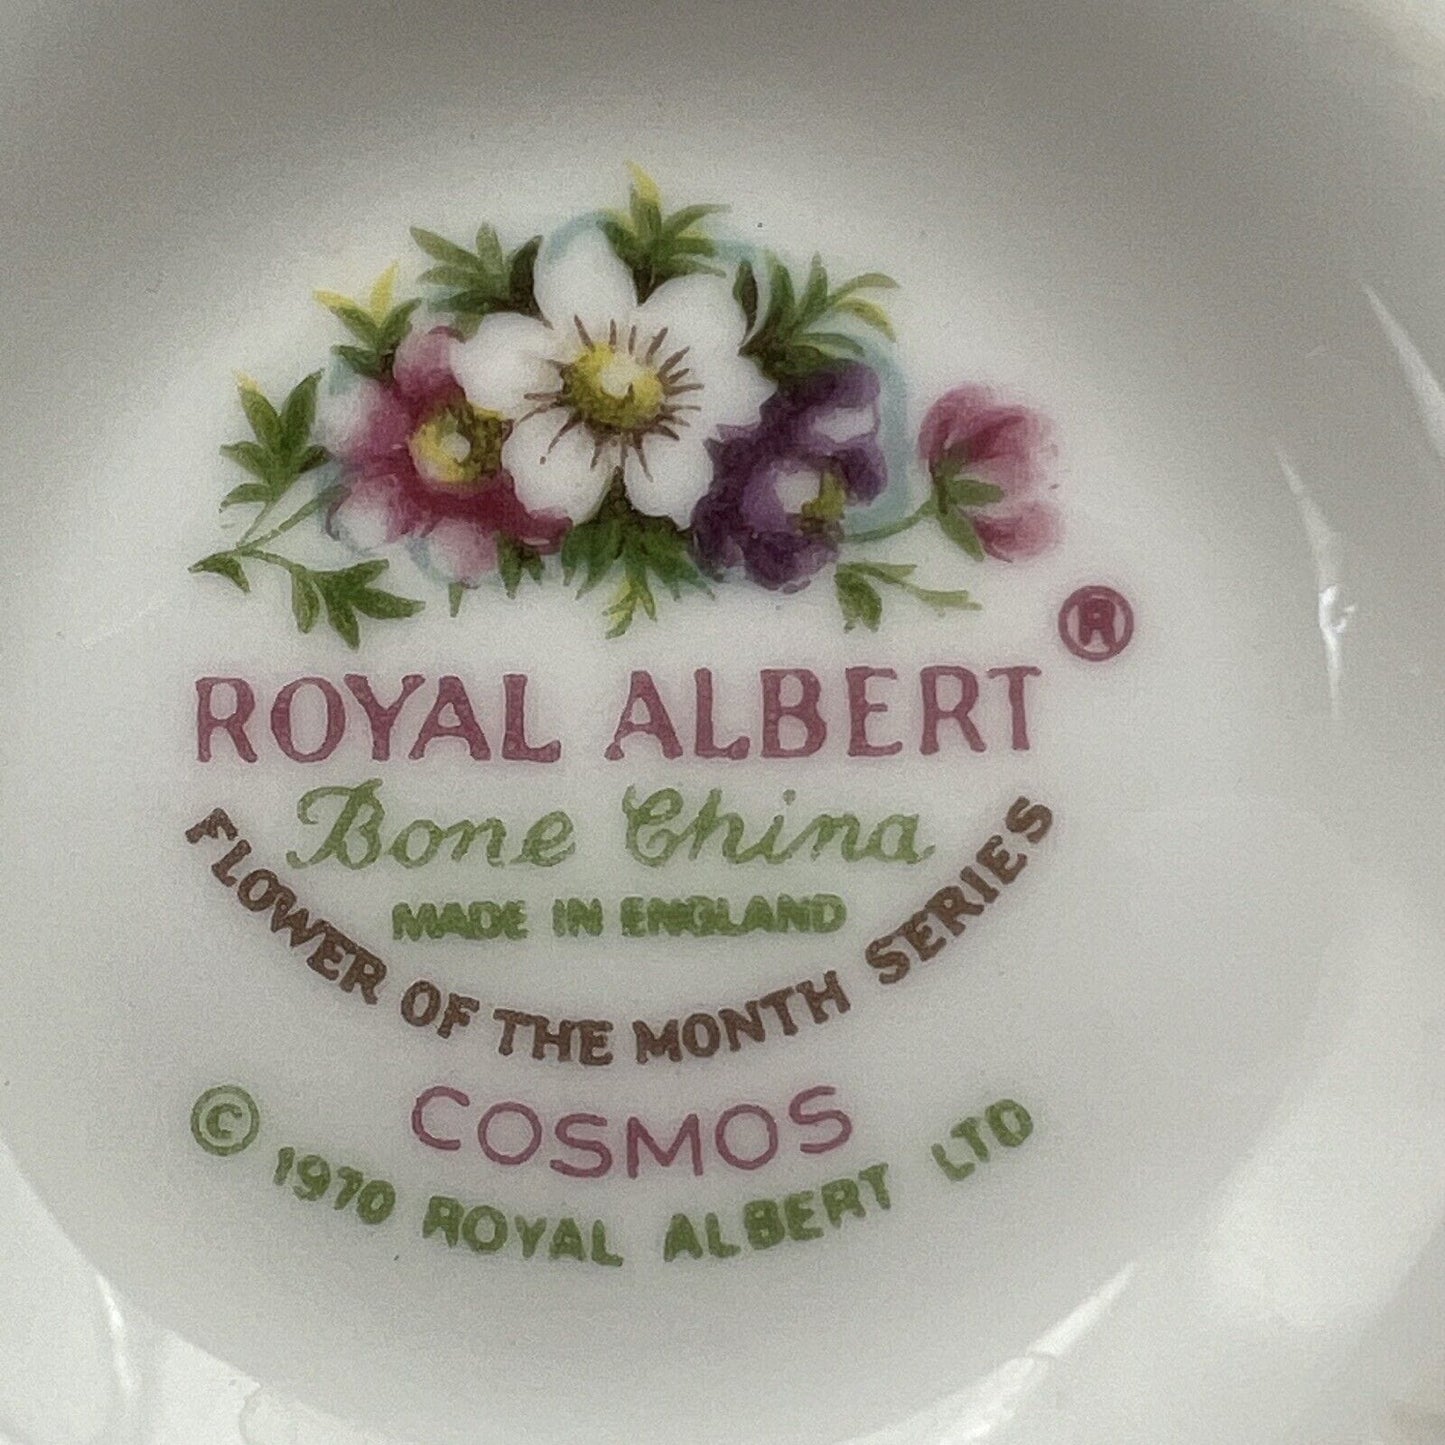 ROYAL ALBERT ®
Bone China
MADE IN ENGLAND
FLOWER OF THE MONTH SERIES
COSMOS
© 1970 ROYAL ALBERT LTD